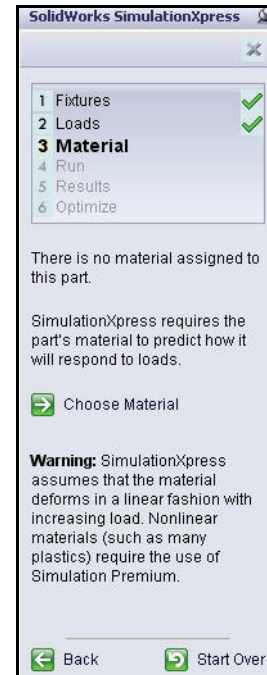 SolidWorks SimulationXpress
1 Fixtures
2 Loads
3 Material
4 Run
5 Results
6 Optimize
There is no material assigned to
this part.
SimulationXpress requires the
part's material to predict how it
will respond to loads.
Choose Material
Warning: SimulationXpress
assumes that the material
deforms in a linear fashion with
increasing load. Nonlinear
materials (such as many
plastics) require the use of
Simulation Premium.
Back Start Over